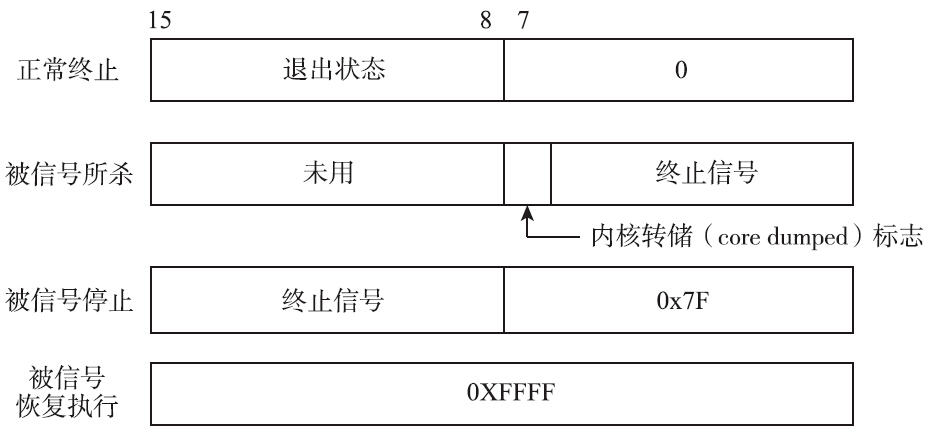 15 8 7
正常终止 退出状态 0
被信号所杀 未用 终止信号
内核转储（core dumped）标志
被信号停止 终止信号 0x7F
被信号
恢复执行 0XFFFF